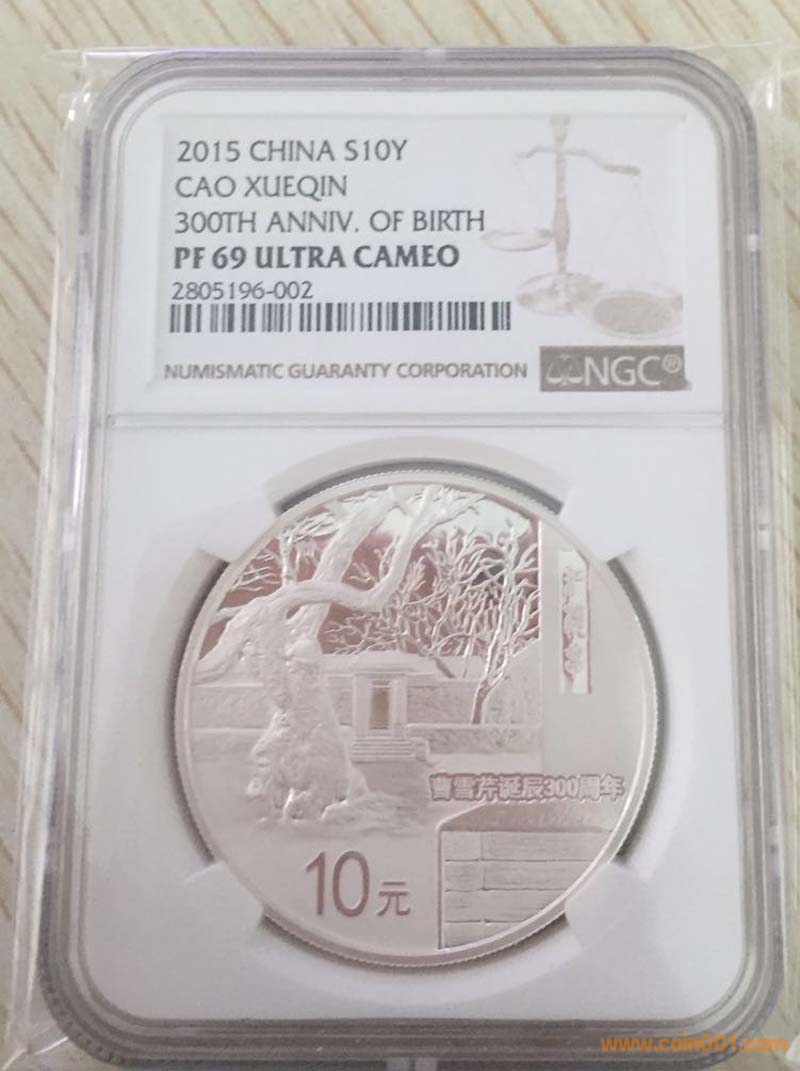 2015 CHINA S10Y
CAO XUEQIN
300TH ANNIV. OF BIRTH
PF 69 ULTRA CAMEO
2805196-002
NUMISMATIC GUARANTY CORPORATION
NGC®
曹雪芹诞辰300周年
10元
www.coin001.com